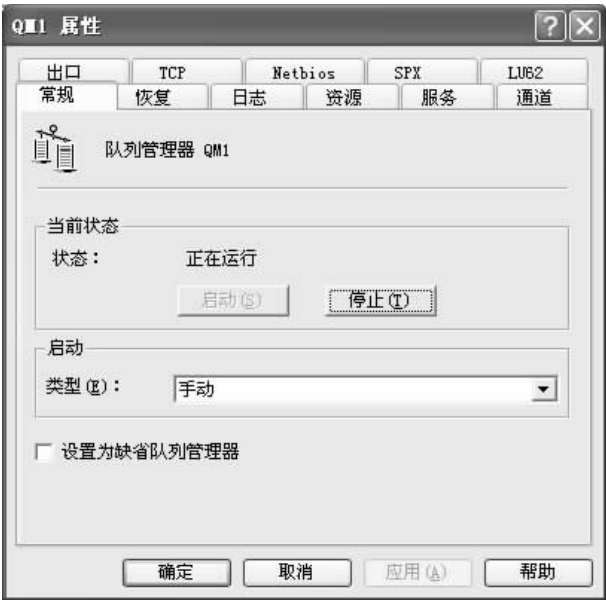 QM1 属性
出口 TCP Netbios SPX LU62
常规 恢复 日志 资源 服务 通道
队列管理器 QM1
当前状态
状态： 正在运行
启动(S) 停止(T)
启动
类型(E)： 手动
设置为缺省队列管理器
确定 取消 应用(A) 帮助